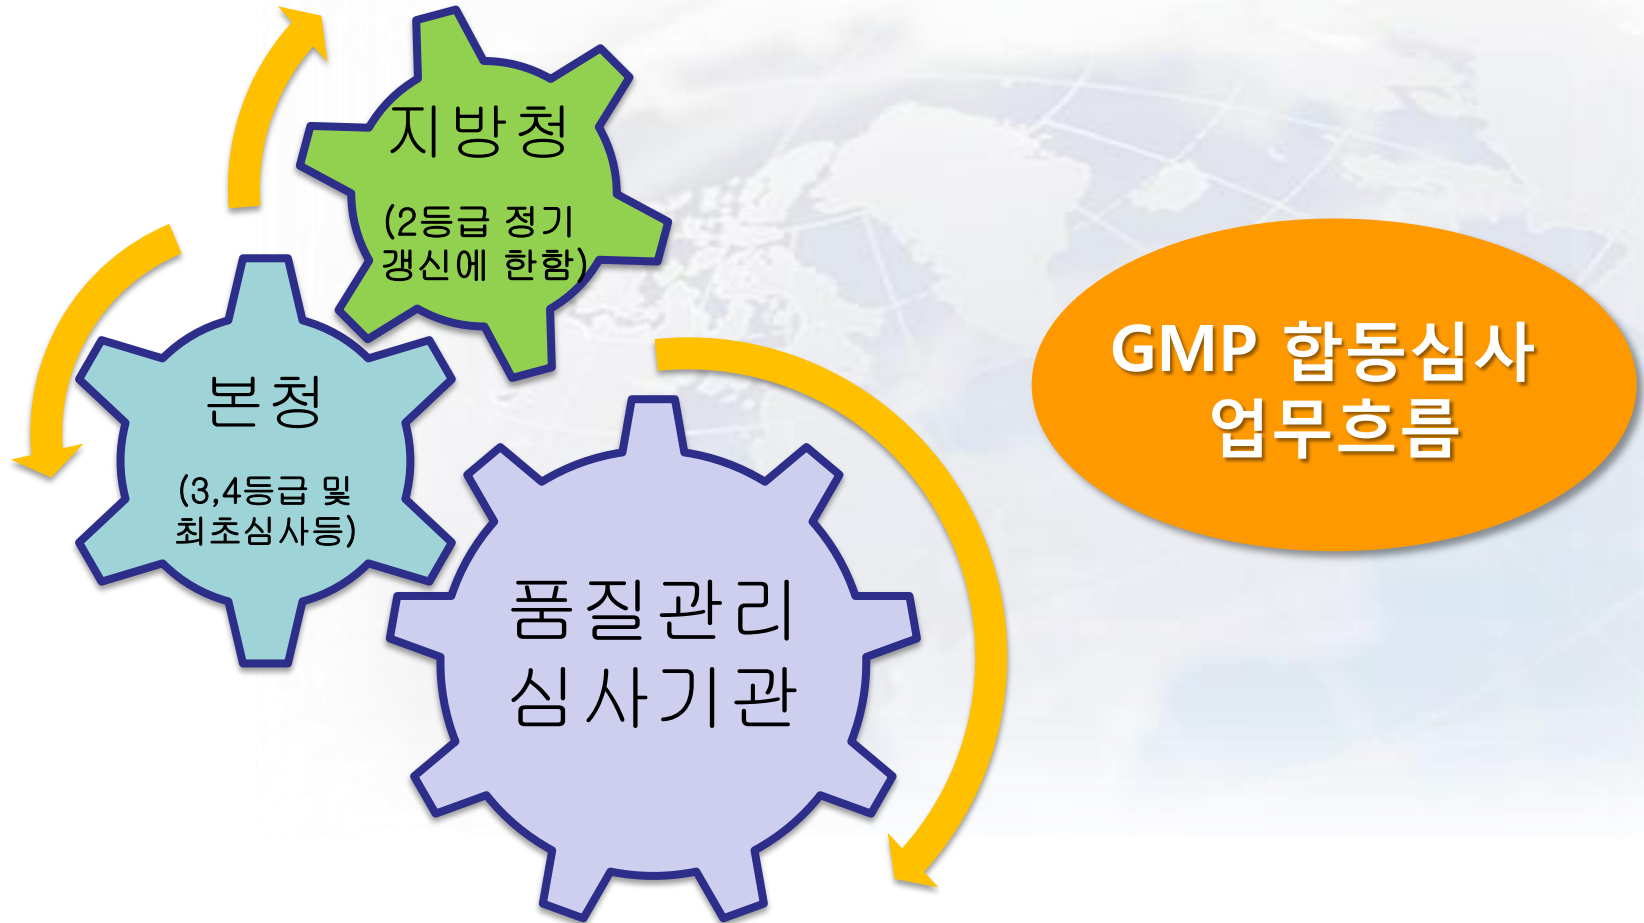 지방청
(2등급 정기
갱신에 한함)
본청
(3,4등급 및
최초심사등)
품질관리
심사기관
GMP 합동심사
업무흐름